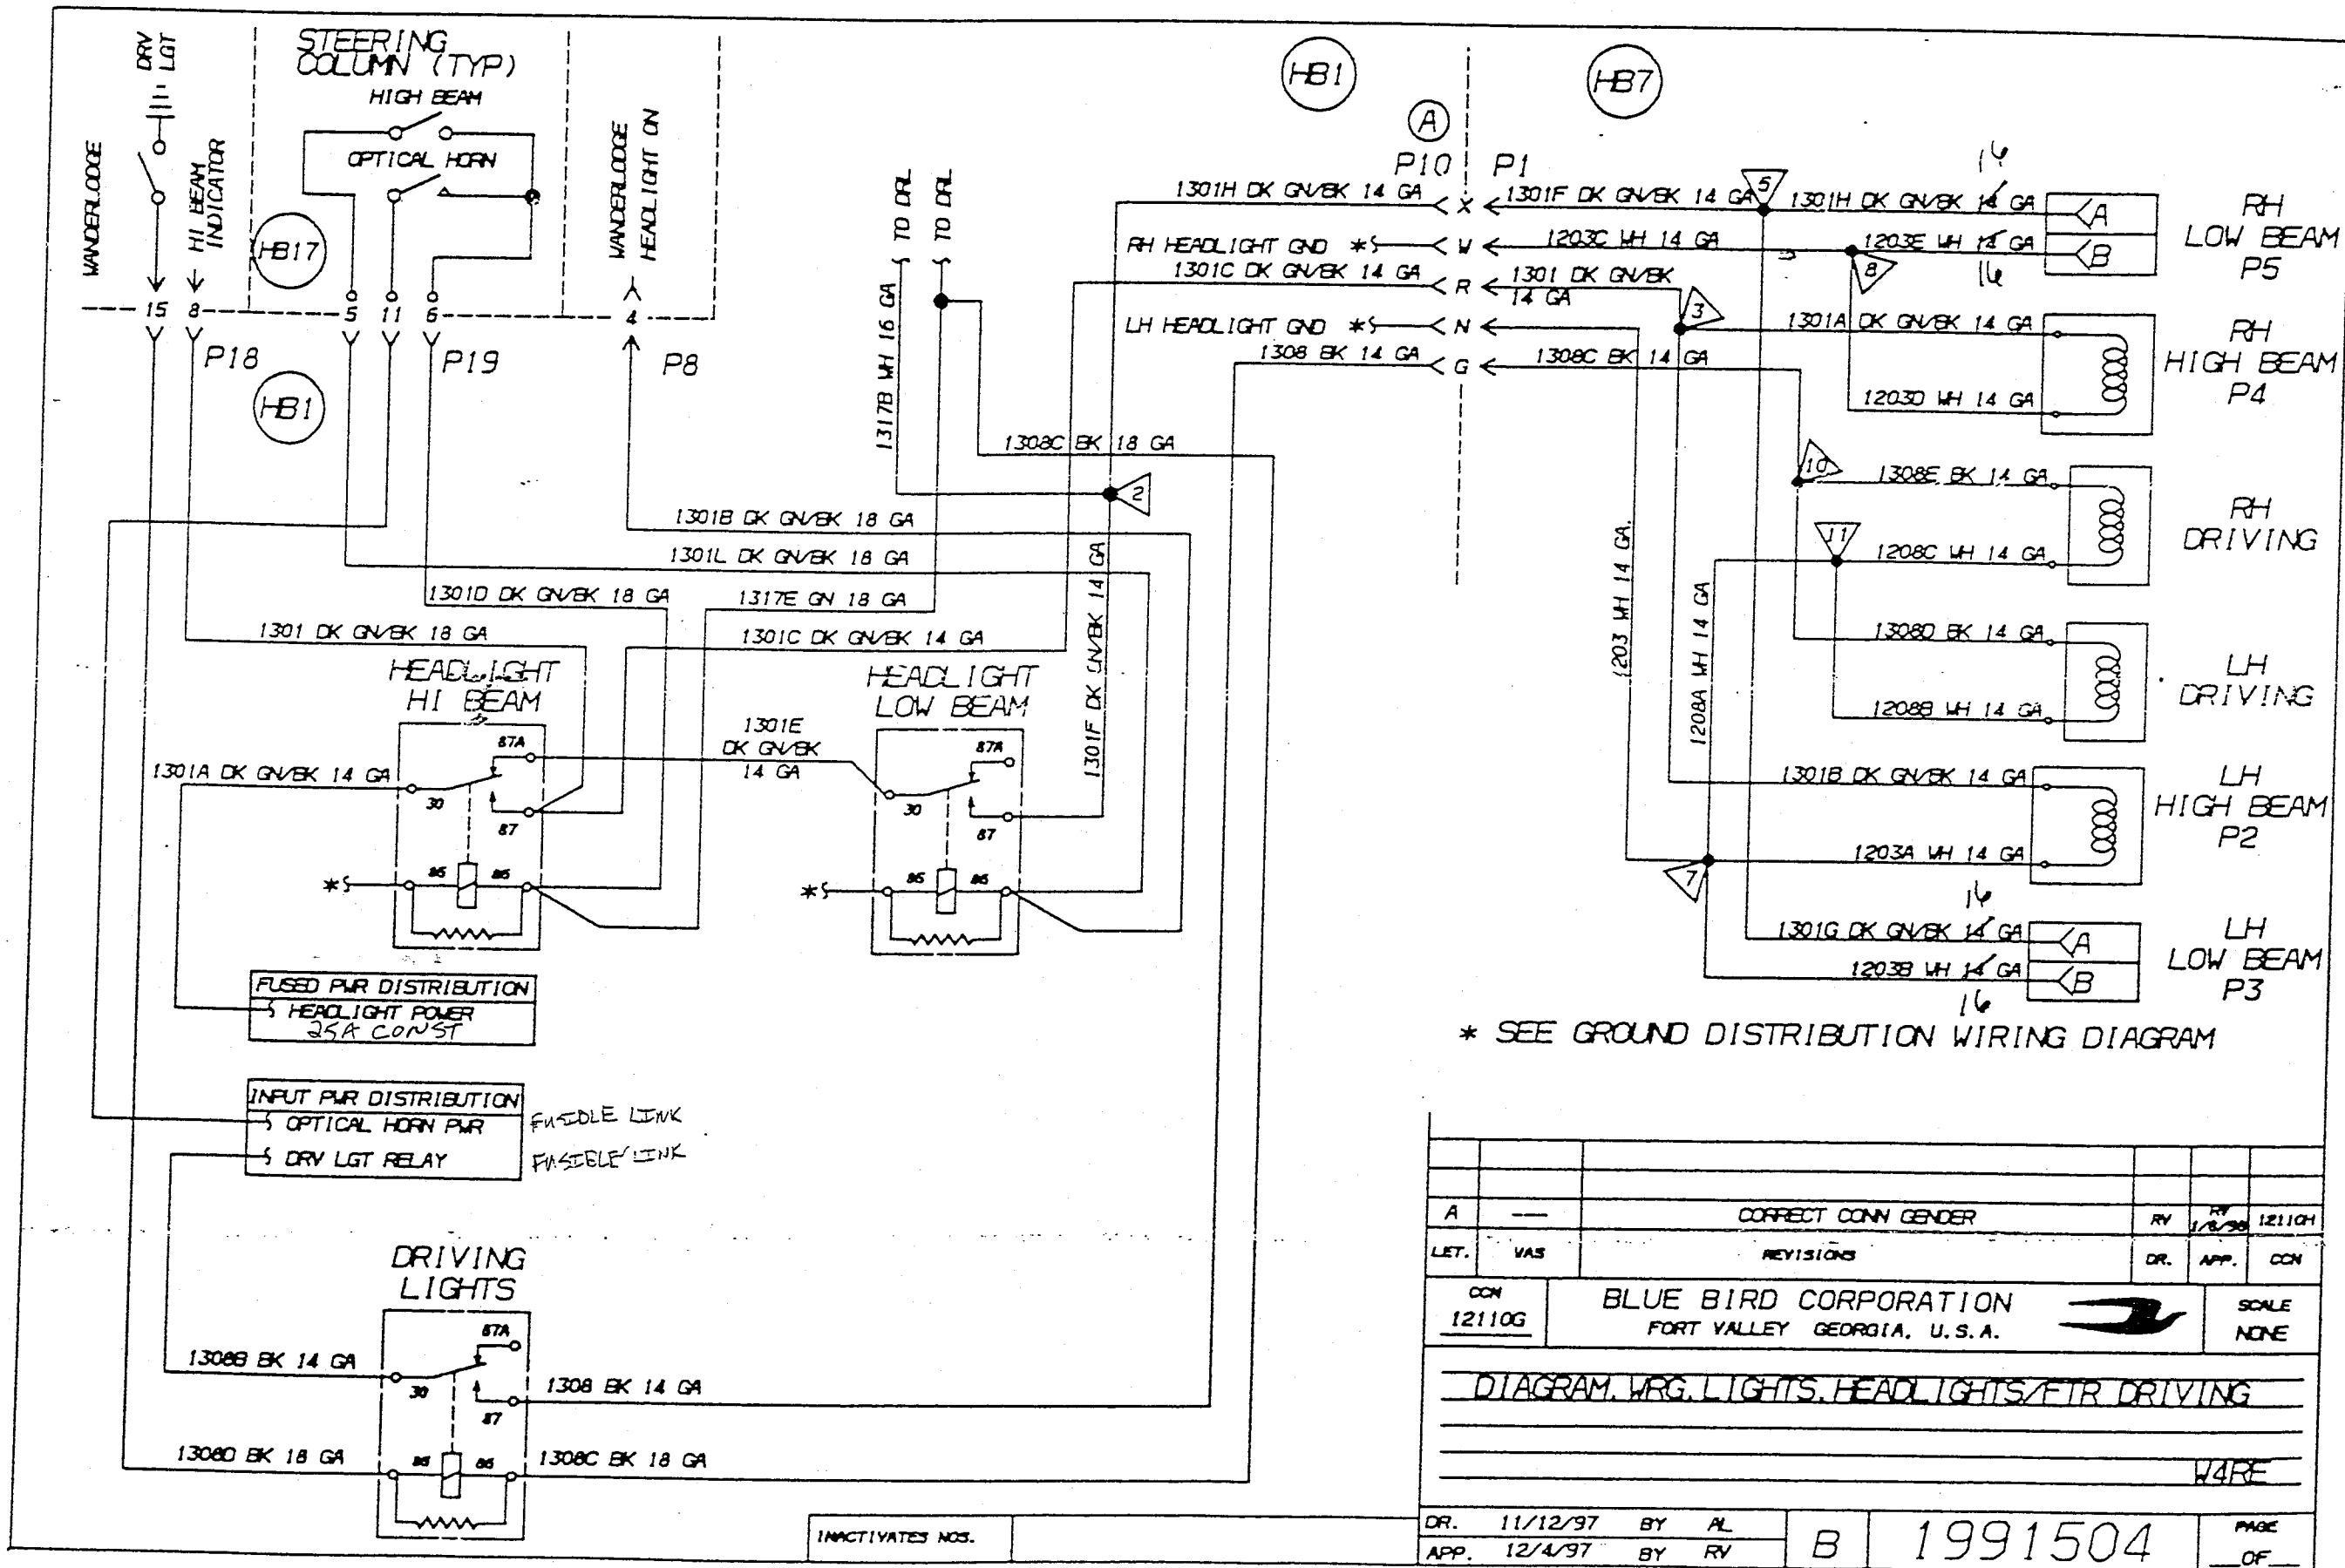 WANDERLODGE
DRV LGT
HI BEAM INDICATOR
STEERING
COLUMN (TYP)
HIGH BEAM
OPTICAL HORN
HB17
WANDERLODGE
HEADLIGHT ON
15 8 5 11 6 4
P18
P19
P8
HB1
TO DRL
TO DRL
1317B WH 16 GA
HB1
HB7
A
P10
P1
1301H DK GN/BK 14 GA
X
1301F DK GN/BK 14 GA
5
1301H DK GN/BK 14 GA
16
A
RH HEADLIGHT GND *
W
1203C WH 14 GA
8
1203E WH 14 GA
16
B
RH
LOW BEAM
P5
1301C DK GN/BK 14 GA
R
1301 DK GN/BK
14 GA
3
LH HEADLIGHT GND *
N
1301A DK GN/BK 14 GA
1308 BK 14 GA
G
1308C BK 14 GA
1203D WH 14 GA
RH
HIGH BEAM
P4
1308C BK 18 GA
2
10
1308E BK 14 GA
11
1208C WH 14 GA
RH
DRIVING
1301B DK GN/BK 18 GA
1301L DK GN/BK 18 GA
1301D DK GN/BK 18 GA
1317E GN 18 GA
1301 DK GN/BK 18 GA
1301C DK GN/BK 14 GA
1301F DK GN/BK 14 GA
1203 WH 14 GA.
1208A WH 14 GA
1308D BK 14 GA
1208B WH 14 GA
LH
DRIVING
HEADLIGHT
HI BEAM
87A
30
87
86
1301A DK GN/BK 14 GA
*
1301E
DK GN/BK
14 GA
HEADLIGHT
LOW BEAM
87A
30
87
86
*
1301B DK GN/BK 14 GA
1203A WH 14 GA
7
LH
HIGH BEAM
P2
16
1301G DK GN/BK 14 GA
A
1203B WH 14 GA
B
16
LH
LOW BEAM
P3
* SEE GROUND DISTRIBUTION WIRING DIAGRAM
FUSED PWR DISTRIBUTION
HEADLIGHT POWER
25A CONST
INPUT PWR DISTRIBUTION
OPTICAL HORN PWR
FUSIBLE LINK
DRV LGT RELAY
FUSIBLE LINK
DRIVING
LIGHTS
87A
30
87
86
1308B BK 14 GA
1308 BK 14 GA
1308D BK 18 GA
1308C BK 18 GA
A --- CORRECT CONN GENDER RV RV 1/8/98 12110H
LET. WAS REVISIONS DR. APP. CCN
CCN
12110G
BLUE BIRD CORPORATION
FORT VALLEY GEORGIA, U.S.A.
SCALE
NONE
DIAGRAM, WRG, LIGHTS, HEADLIGHTS/FTR DRIVING
W4RE
INACTIVATES NOS.
DR. 11/12/97 BY AL
APP. 12/4/97 BY RV
B
1991504
PAGE
OF